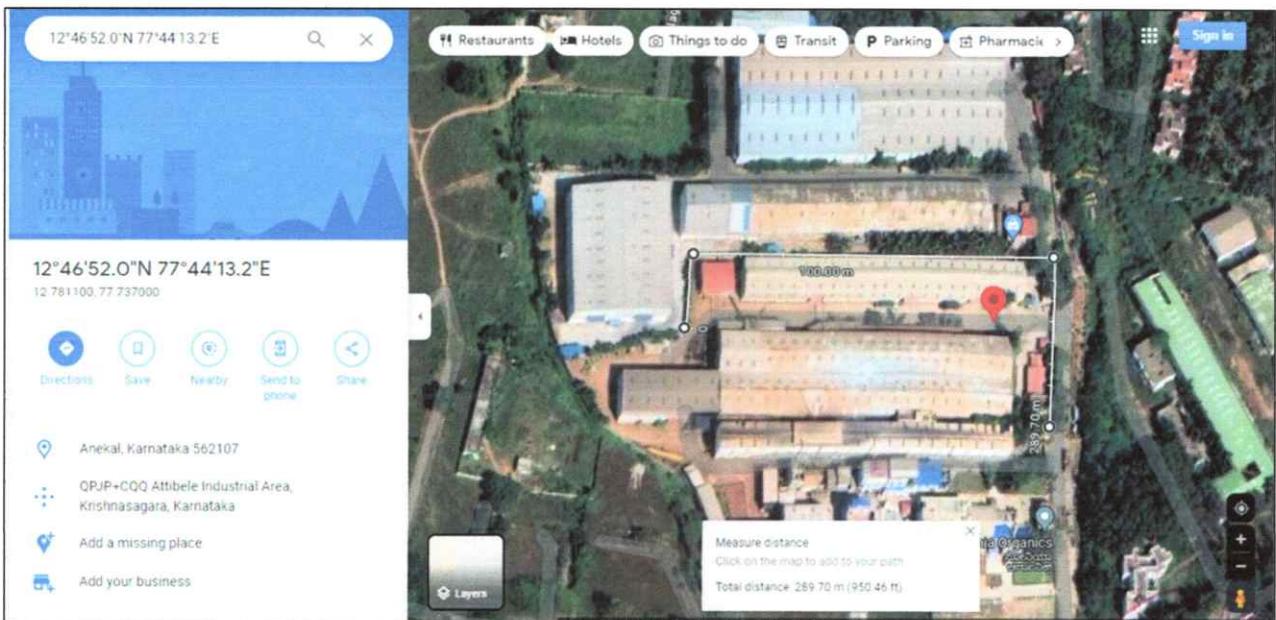 12°46'52.0"N 77°44'13.2"E
Restaurants
Hotels
Things to do
Transit
P Parking
Pharmacie
Sign in
12°46'52.0"N 77°44'13.2"E
12.781100, 77.737000
Directions
Save
Nearby
Send to
phone
Share
Anekal, Karnataka 562107
QPJP+CQQ Attibele Industrial Area,
Krishnasagara, Karnataka
Add a missing place
Add your business
100.00 m
0
289.70 m
Layers
Measure distance
Click on the map to add to your path
Total distance: 289.70 m (950.46 ft)
Organics